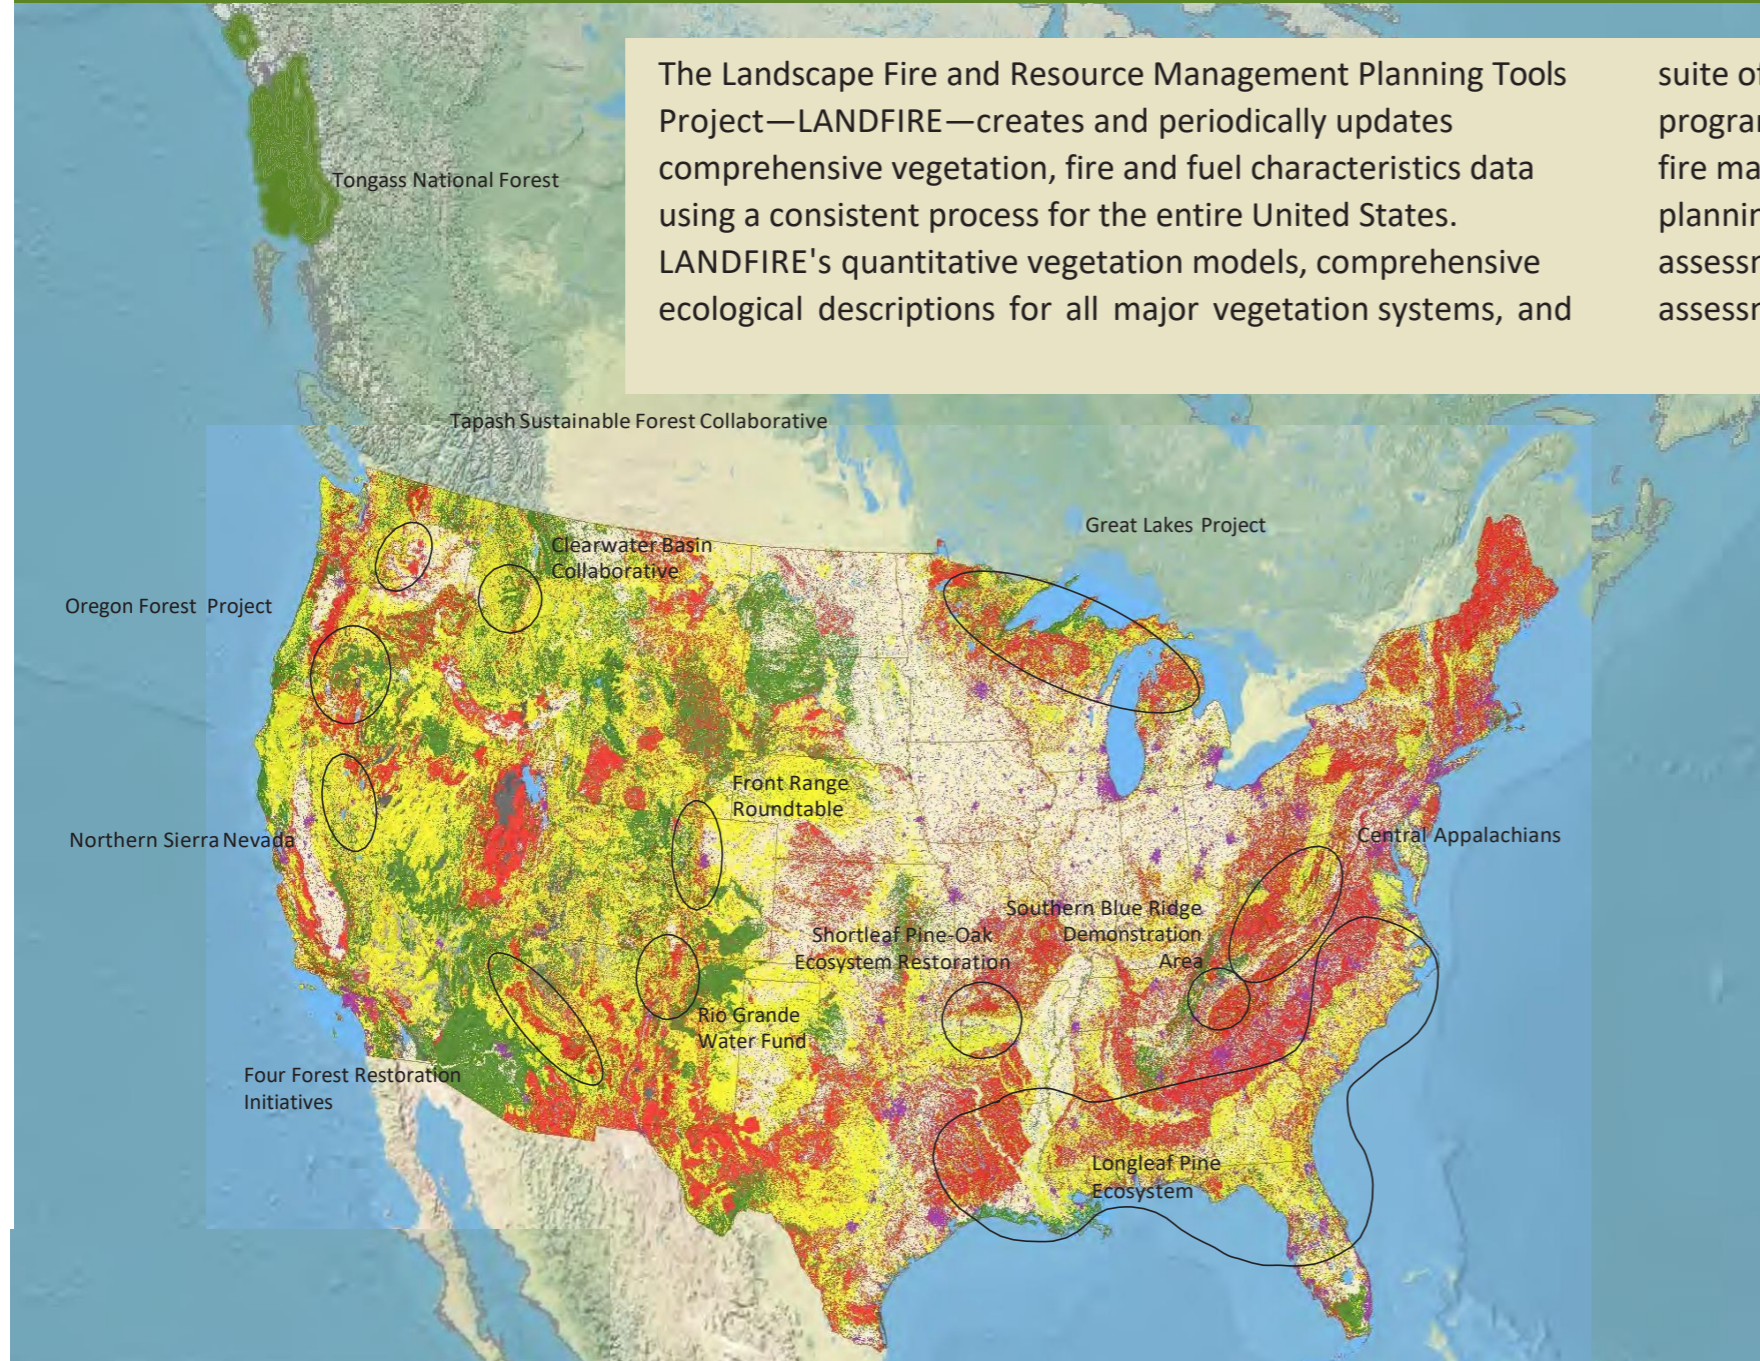 The Landscape Fire and Resource Management Planning Tools
Project—LANDFIRE—creates and periodically updates
comprehensive vegetation, fire and fuel characteristics data
using a consistent process for the entire United States.
LANDFIRE's quantitative vegetation models, comprehensive
ecological descriptions for all major vegetation systems, and
suite of
Tongass National Forest
Tapash Sustainable Forest Collaborative
Great Lakes Project
Clearwater Basin
Collaborative
Oregon Forest Project
Front Range
Roundtable
Northern Sierra Nevada
Central Appalachians
Southern Blue Ridge
Demonstration
Area
Shortleaf Pine-Oak
Ecosystem Restoration
Rio Grande
Water Fund
Four Forest Restoration
Initiatives
Longleaf Pine
Ecosystem